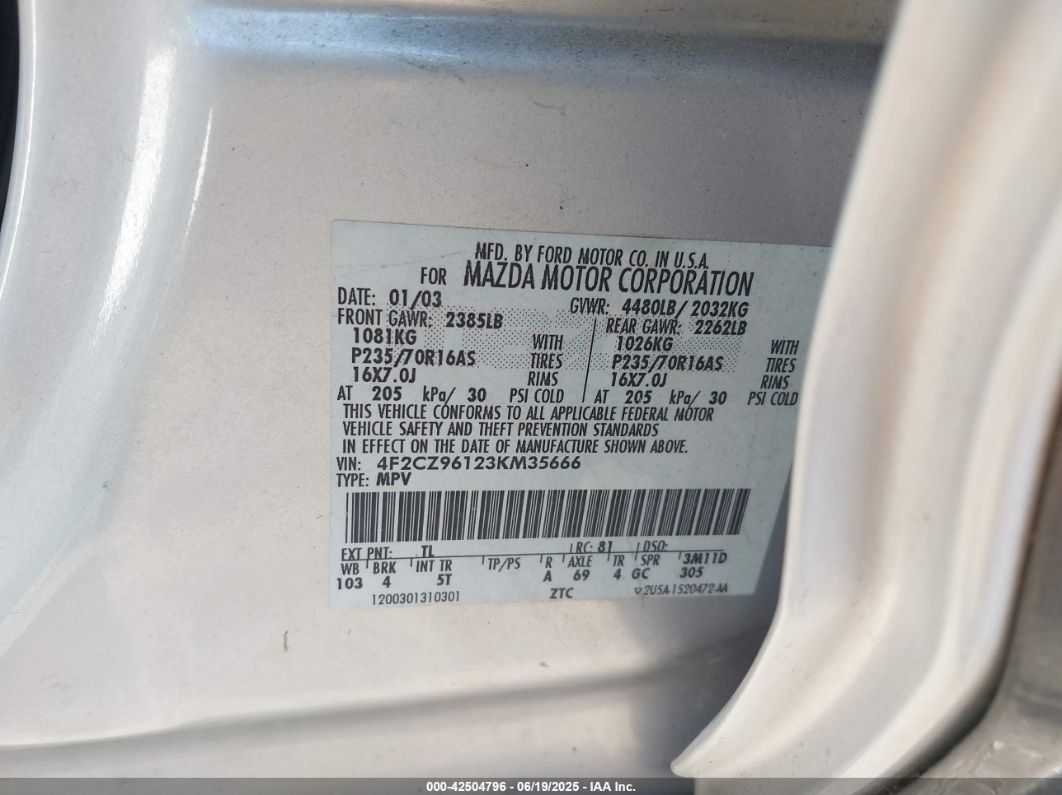 MFD. BY FORD MOTOR CO. IN U.S.A.
FOR MAZDA MOTOR CORPORATION
DATE: 01/03 GVWR: 4480LB/ 2032KG
FRONT GAWR: 2385LB REAR GAWR: 2262LB
1081KG WITH 1026KG WITH
P235/70R16AS TIRES P235/70R16AS TIRES
16X7.0J RIMS 16X7.0J RIMS
AT 205 kPa/ 30 PSI COLD AT 205 kPa/ 30 PSI COLD
THIS VEHICLE CONFORMS TO ALL APPLICABLE FEDERAL MOTOR
VEHICLE SAFETY AND THEFT PREVENTION STANDARDS
IN EFFECT ON THE DATE OF MANUFACTURE SHOWN ABOVE.
VIN: 4F2CZ96123KM35666
TYPE: MPV
EXT PNT: TL RC: 81 DSO:
WB BRK INT TR TP/PS R AXLE TR SPR 3M11D
103 4 5T A 69 4 GC 305
1200301310301 ZTC 2U5A-1520472-AA
000-42504796 - 06/19/2025 - IAA Inc.